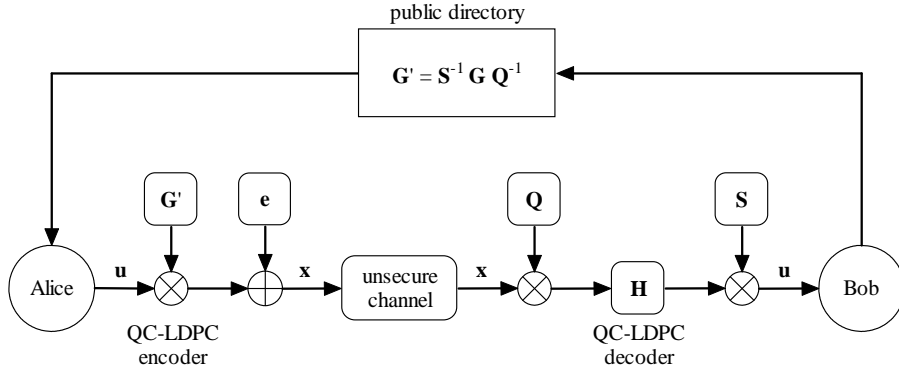 public directory
G' = S⁻¹ G Q⁻¹
G'
e
Q
S
Alice
u
x
unsecure
channel
x
H
u
Bob
QC-LDPC
encoder
QC-LDPC
decoder